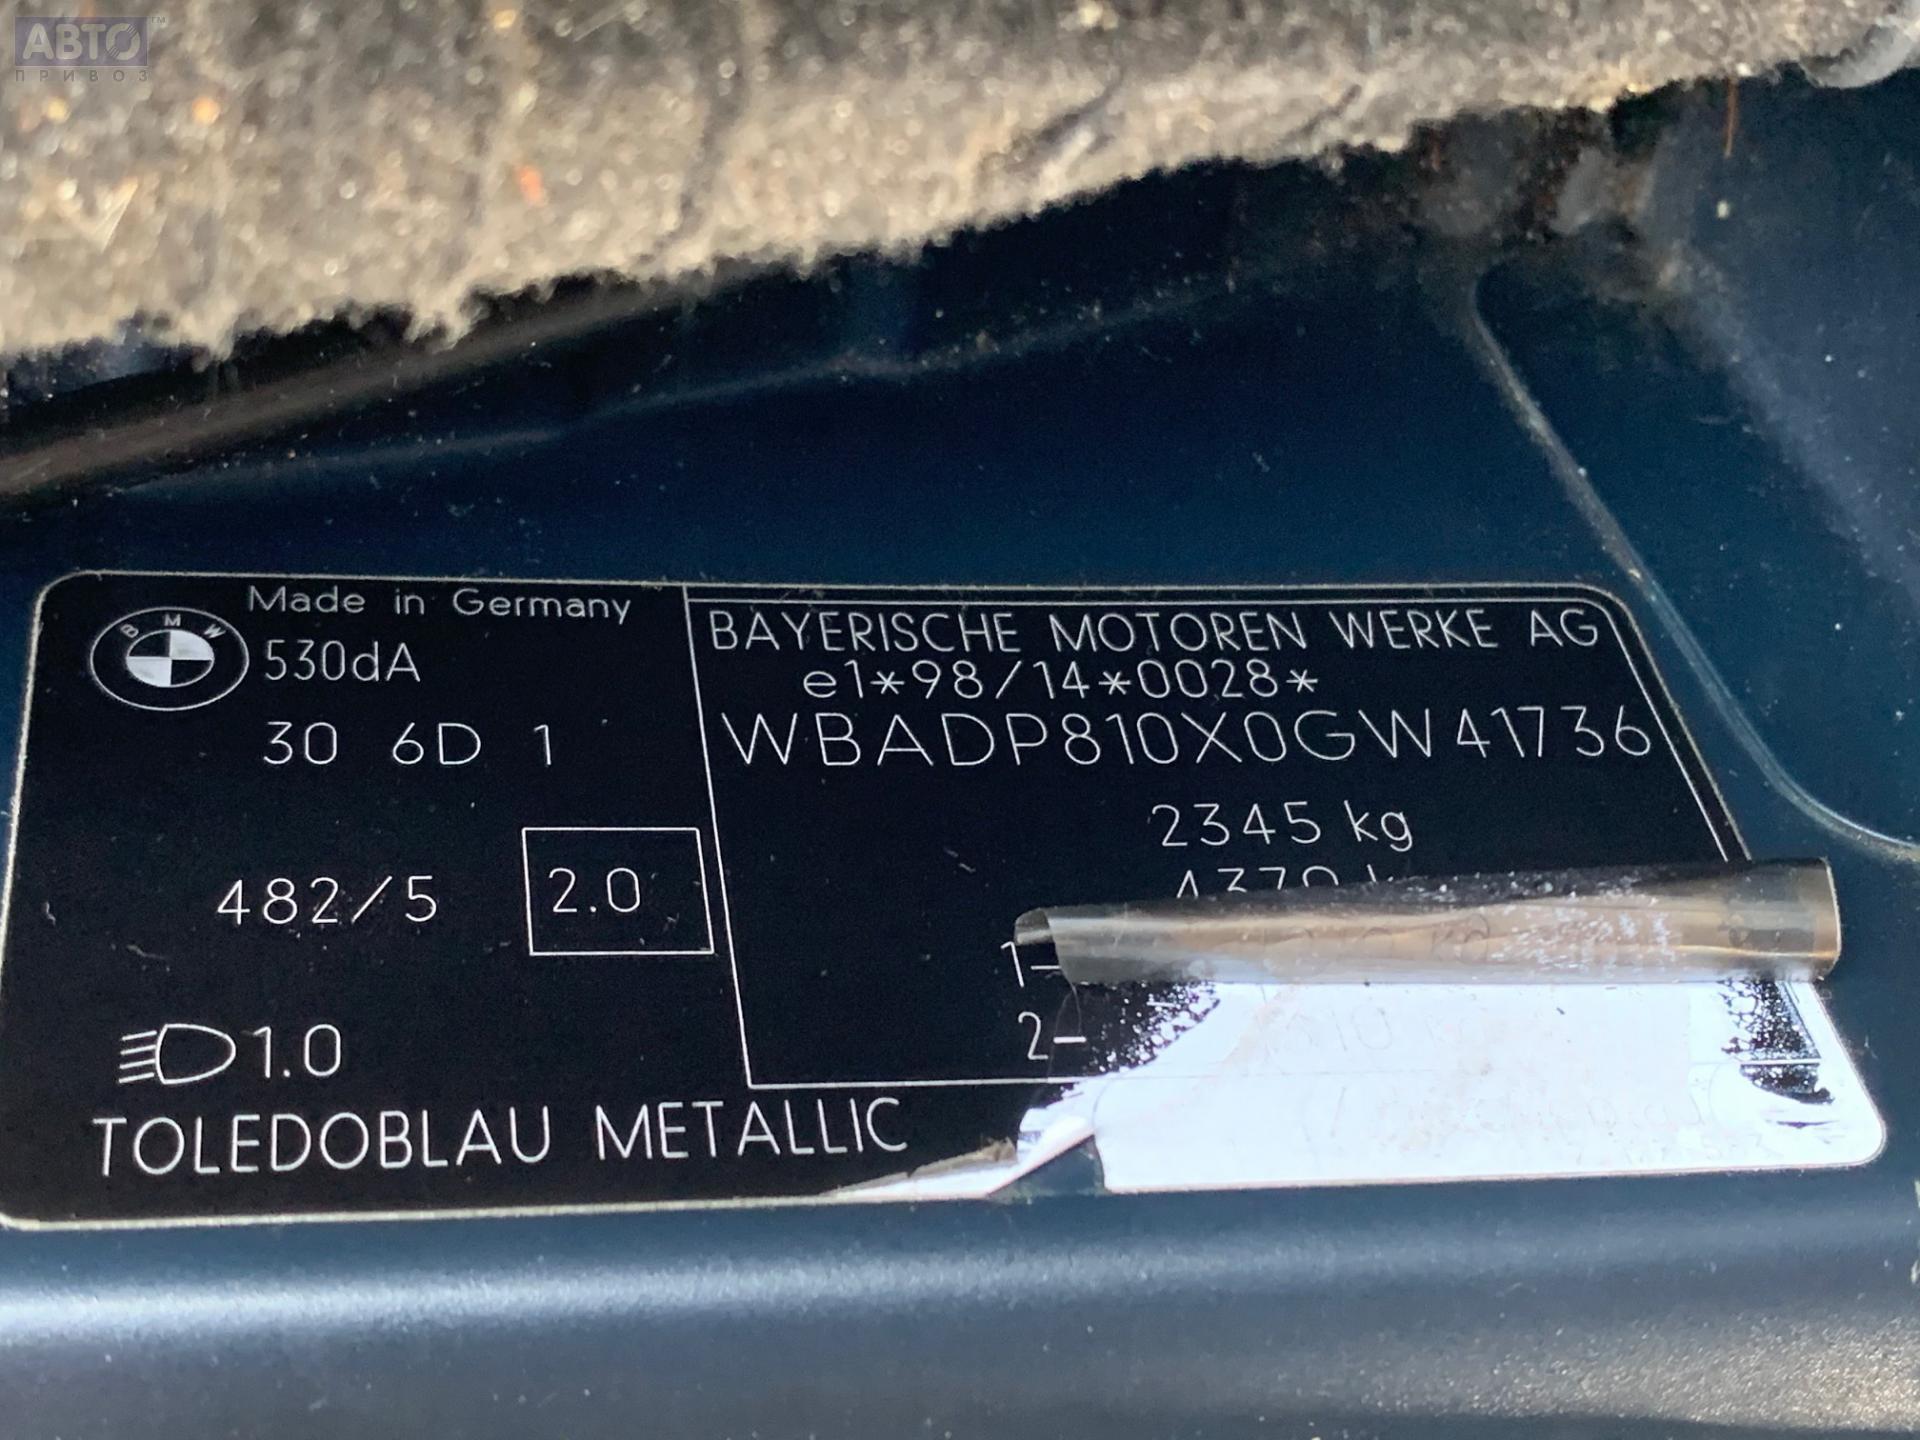 АВТО™
ПРИВОЗ
Made in Germany
BMW
530dA
30 6D 1
482/5
2.0
1.0
TOLEDOBLAU METALLIC
BAYERISCHE MOTOREN WERKE AG
e1*98/14*0028*
WBADP810X0GW41736
2345 kg
1-
2-